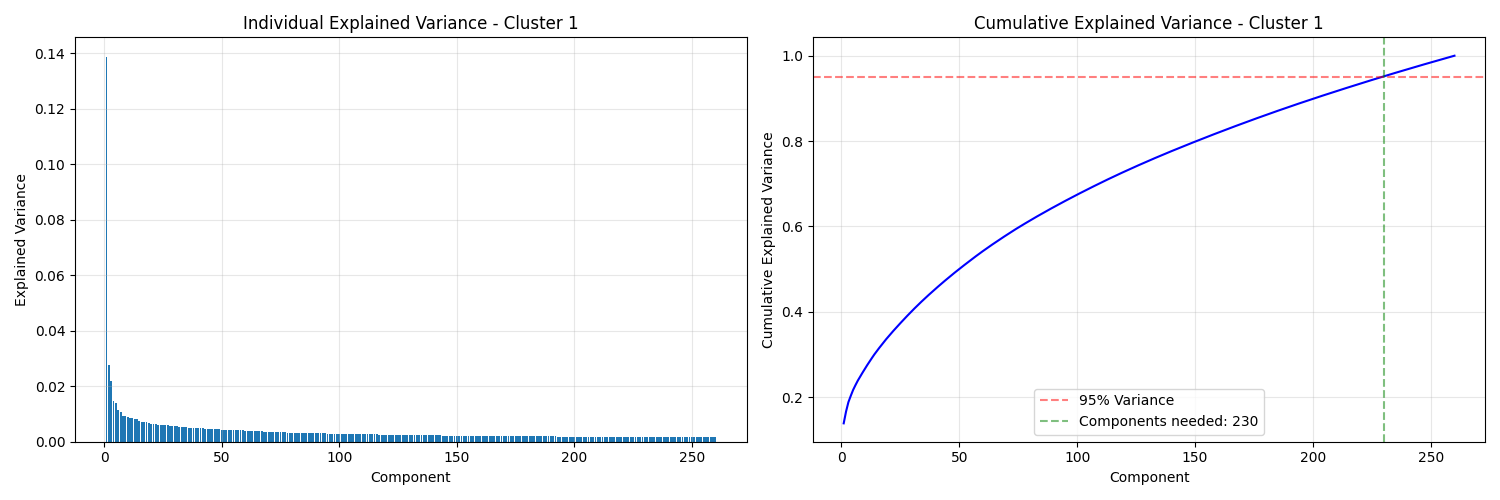 Individual Explained Variance - Cluster 1
0.14
0.12
0.10
0.08
0.06
0.04
0.02
0.00
Explained Variance
0 50 100 150 200 250
Component
Cumulative Explained Variance - Cluster 1
1.0
0.8
0.6
0.4
0.2
Cumulative Explained Variance
95% Variance
Components needed: 230
0 50 100 150 200 250
Component